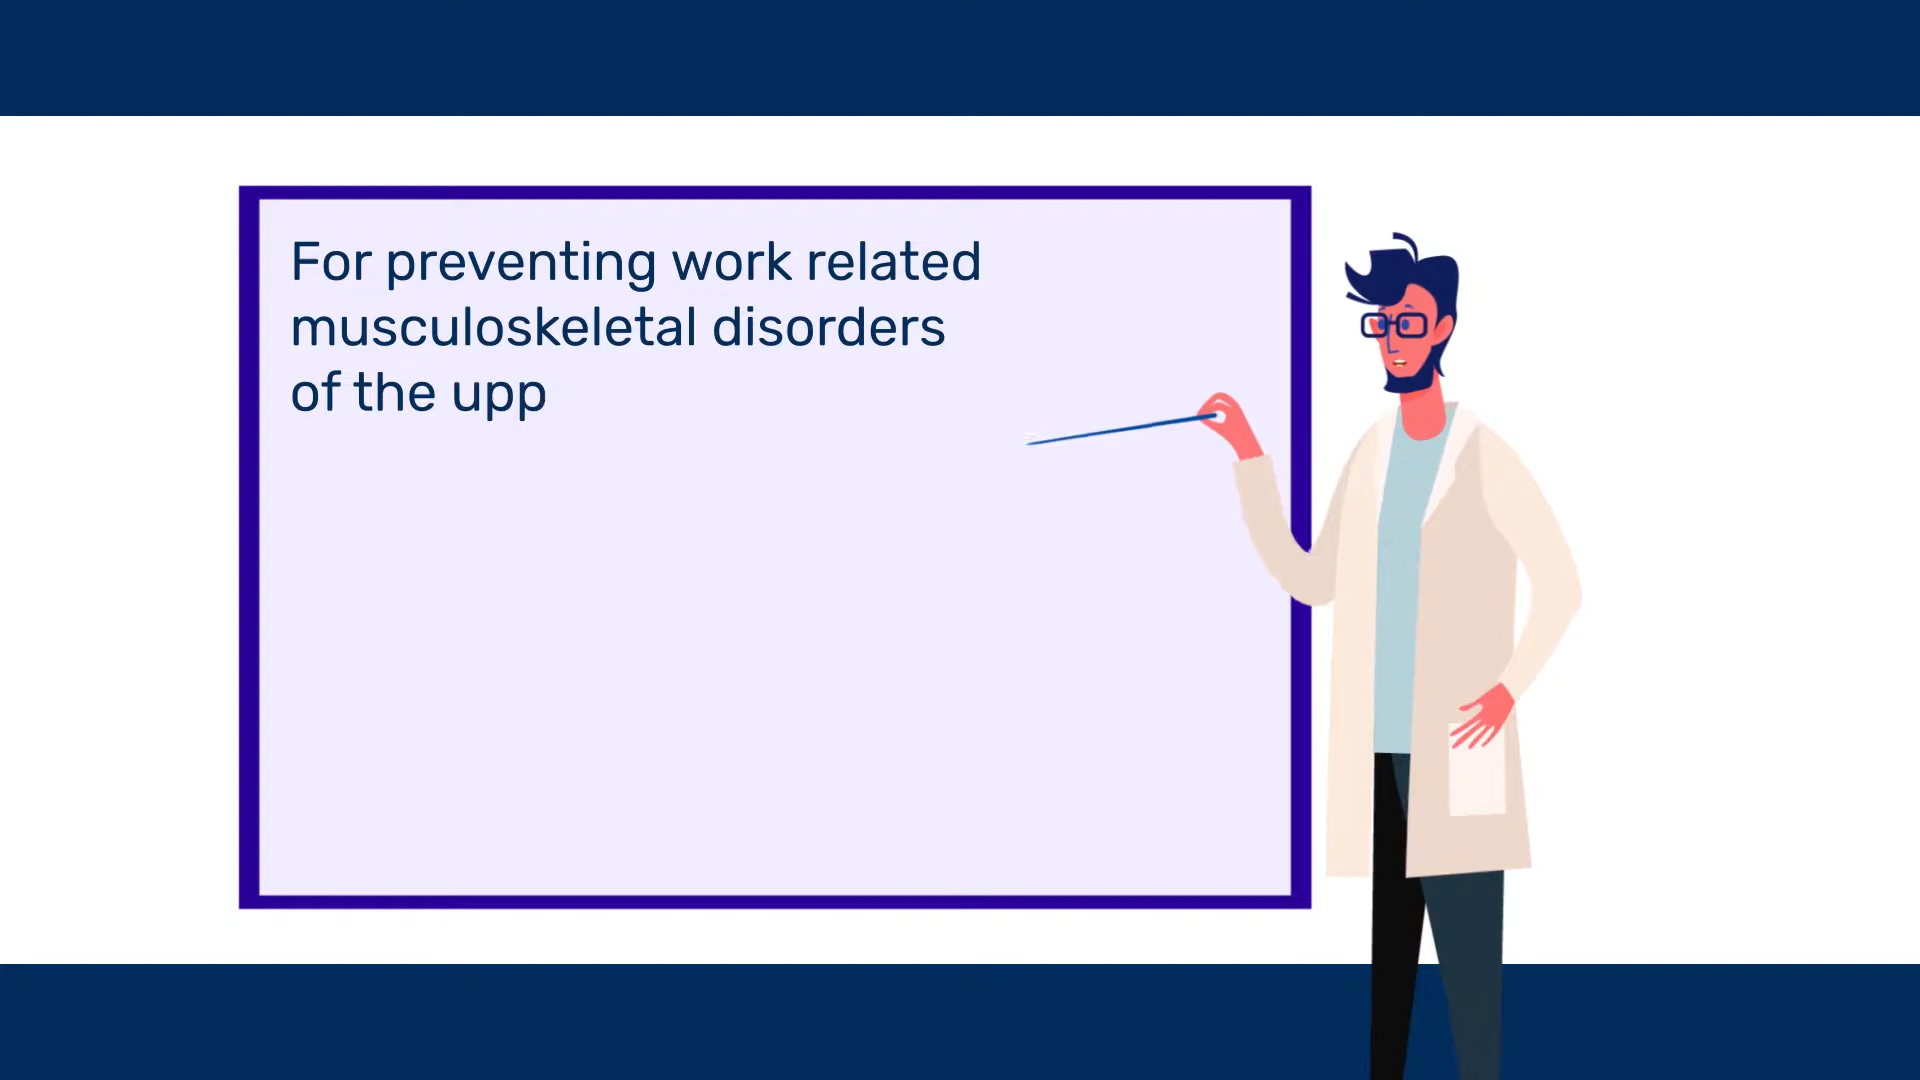 For preventing work related
musculoskeletal disorders
of the upp